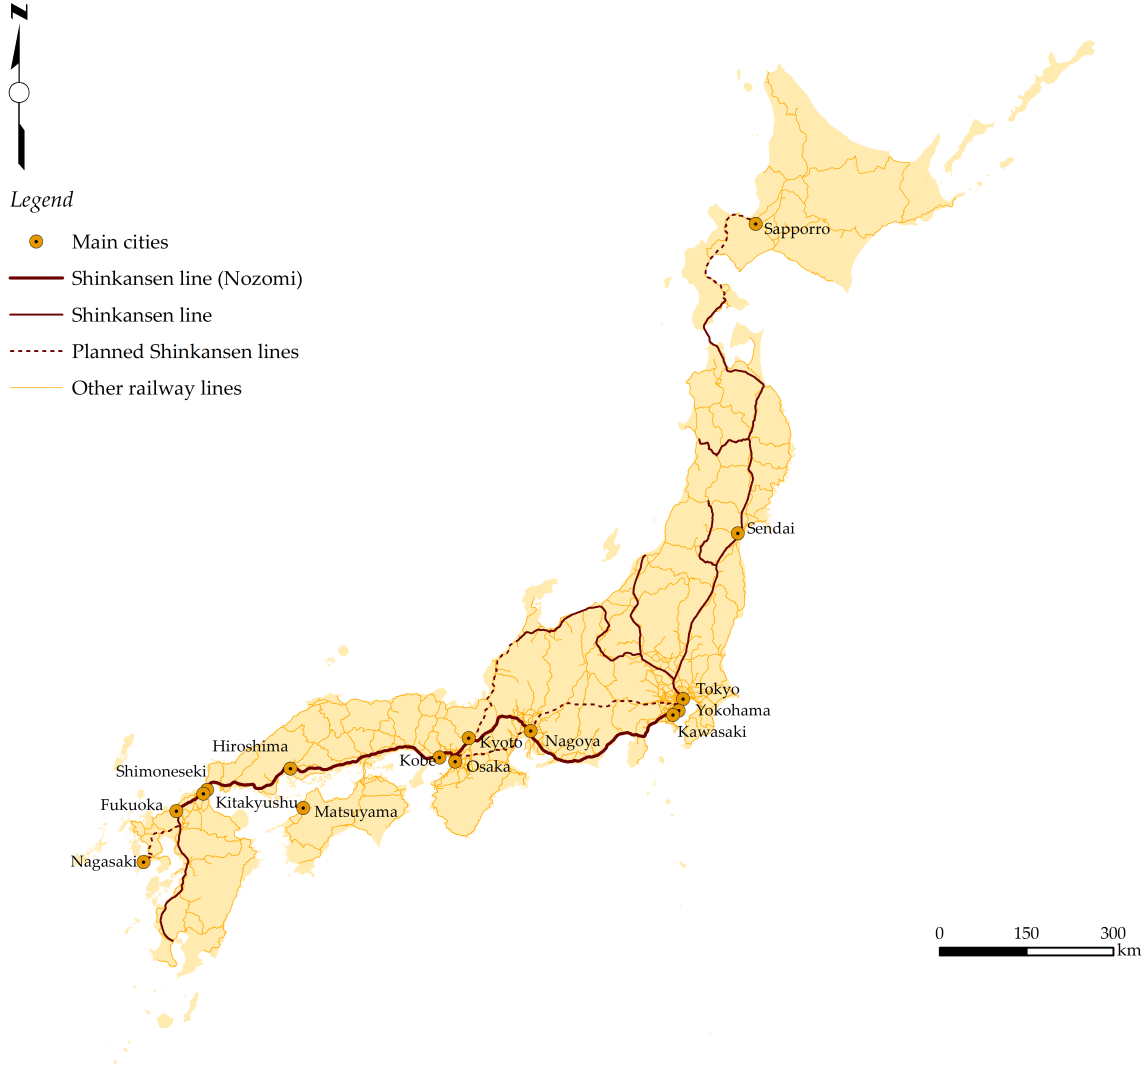 N
Legend
Main cities
Shinkansen line (Nozomi)
Shinkansen line
Planned Shinkansen lines
Other railway lines
Sapporro
Sendai
Tokyo
Yokohama
Kawasaki
Nagoya
Kyoto
Kobe
Osaka
Hiroshima
Shimoneseki
Kitakyushu
Fukuoka
Matsuyama
Nagasaki
0 150 300
km